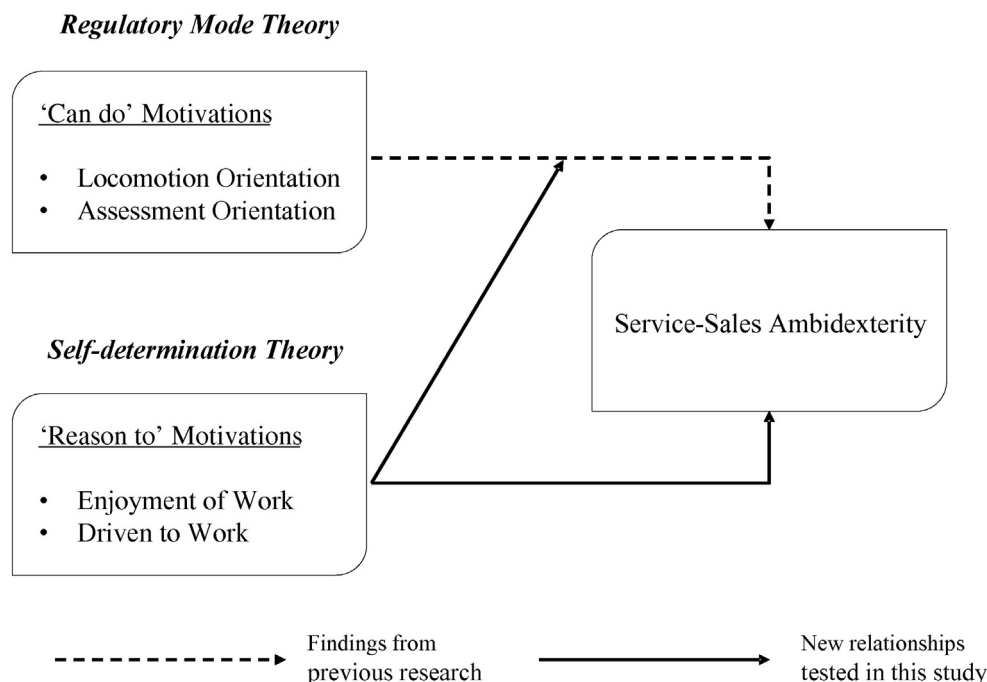 Regulatory Mode Theory
‘Can do’ Motivations
• Locomotion Orientation
• Assessment Orientation
Service-Sales Ambidexterity
Self-determination Theory
‘Reason to’ Motivations
• Enjoyment of Work
• Driven to Work
Findings from
previous research
New relationships
tested in this study